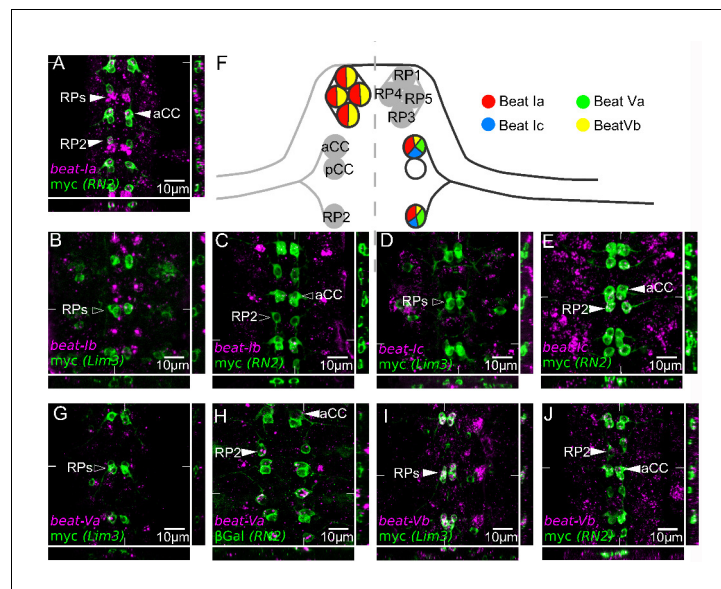 A
RPs
aCC
RP2
beat-Ia
myc (RN2)
10µm
F
RP1
RP4
RP5
RP3
aCC
pCC
RP2
Beat Ia
Beat Va
Beat Ic
BeatVb
B
RPs
beat-Ib
myc (Lim3)
10µm
C
aCC
RP2
beat-Ib
myc (RN2)
10µm
D
RPs
beat-Ic
myc (Lim3)
10µm
E
aCC
RP2
beat-Ic
myc (RN2)
10µm
G
RPs
beat-Va
myc (Lim3)
10µm
H
aCC
RP2
beat-Va
βGal (RN2)
10µm
I
RPs
beat-Vb
myc (Lim3)
10µm
J
RP2
aCC
beat-Vb
myc (RN2)
10µm